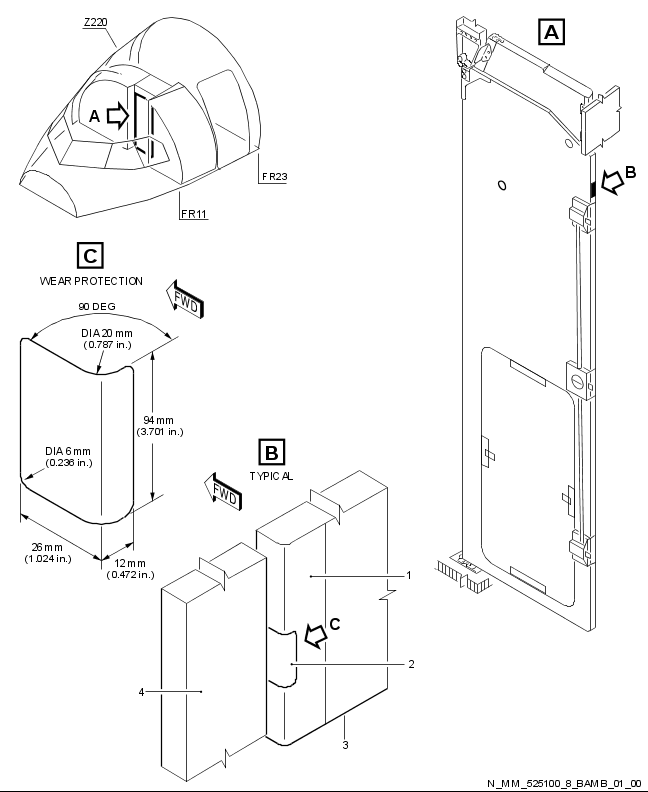 Z220
A
FR23
FR11
A
B
C
WEAR PROTECTION
FWD
90 DEG
DIA 20 mm
(0.787 in.)
94 mm
(3.701 in.)
DIA 6 mm
(0.236 in.)
26 mm
(1.024 in.)
12 mm
(0.472 in.)
B
TYPICAL
FWD
1
C
2
4
3
N_MM_525100_8_BAMB_01_00